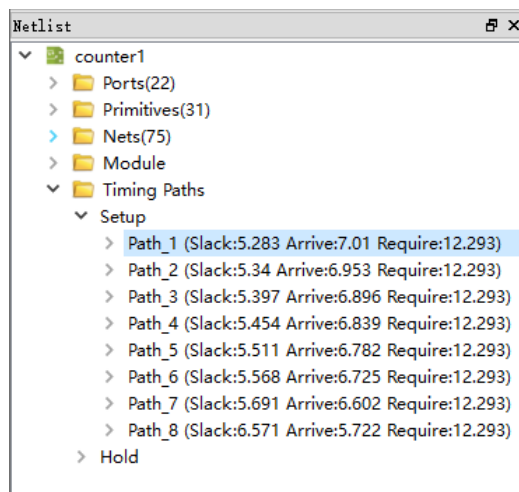 Netlist
counter1
Ports(22)
Primitives(31)
Nets(75)
Module
Timing Paths
Setup
Path_1 (Slack:5.283 Arrive:7.01 Require:12.293)
Path_2 (Slack:5.34 Arrive:6.953 Require:12.293)
Path_3 (Slack:5.397 Arrive:6.896 Require:12.293)
Path_4 (Slack:5.454 Arrive:6.839 Require:12.293)
Path_5 (Slack:5.511 Arrive:6.782 Require:12.293)
Path_6 (Slack:5.568 Arrive:6.725 Require:12.293)
Path_7 (Slack:5.691 Arrive:6.602 Require:12.293)
Path_8 (Slack:6.571 Arrive:5.722 Require:12.293)
Hold